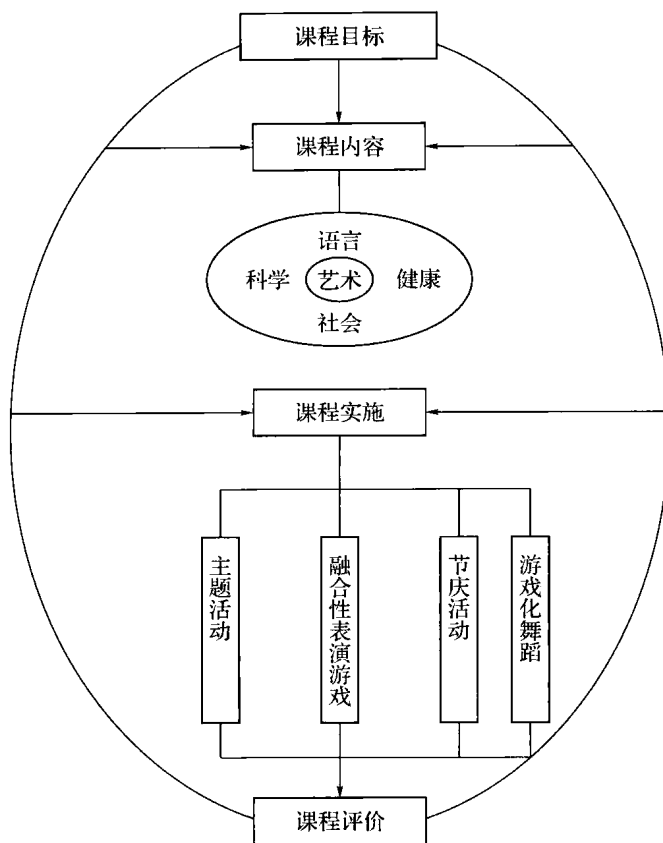 课程目标
课程内容
语言
科学 艺术 健康
社会
课程实施
主题活动
融合性表演游戏
节庆活动
游戏化舞蹈
课程评价